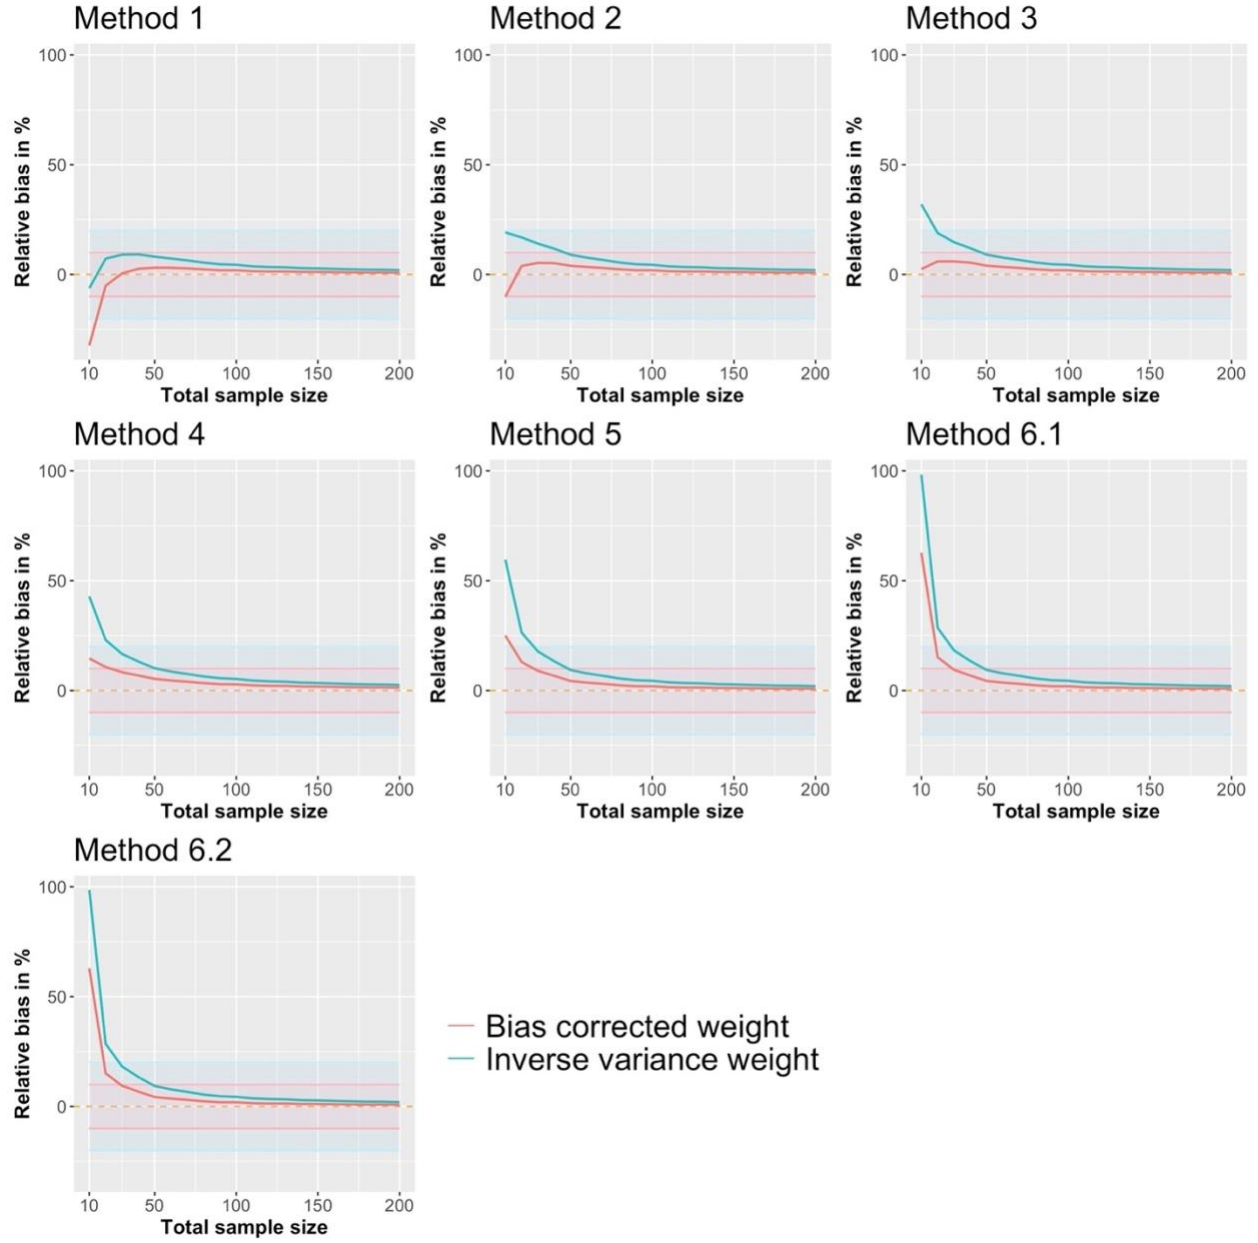 Method 1
Method 2
Method 3
100
50
0
Relative bias in %
10 50 100 150 200
Total sample size
100
50
0
Relative bias in %
10 50 100 150 200
Total sample size
100
50
0
Relative bias in %
10 50 100 150 200
Total sample size
Method 4
Method 5
Method 6.1
100
50
0
Relative bias in %
10 50 100 150 200
Total sample size
100
50
0
Relative bias in %
10 50 100 150 200
Total sample size
100
50
0
Relative bias in %
10 50 100 150 200
Total sample size
Method 6.2
100
50
0
Relative bias in %
10 50 100 150 200
Total sample size
Bias corrected weight
Inverse variance weight